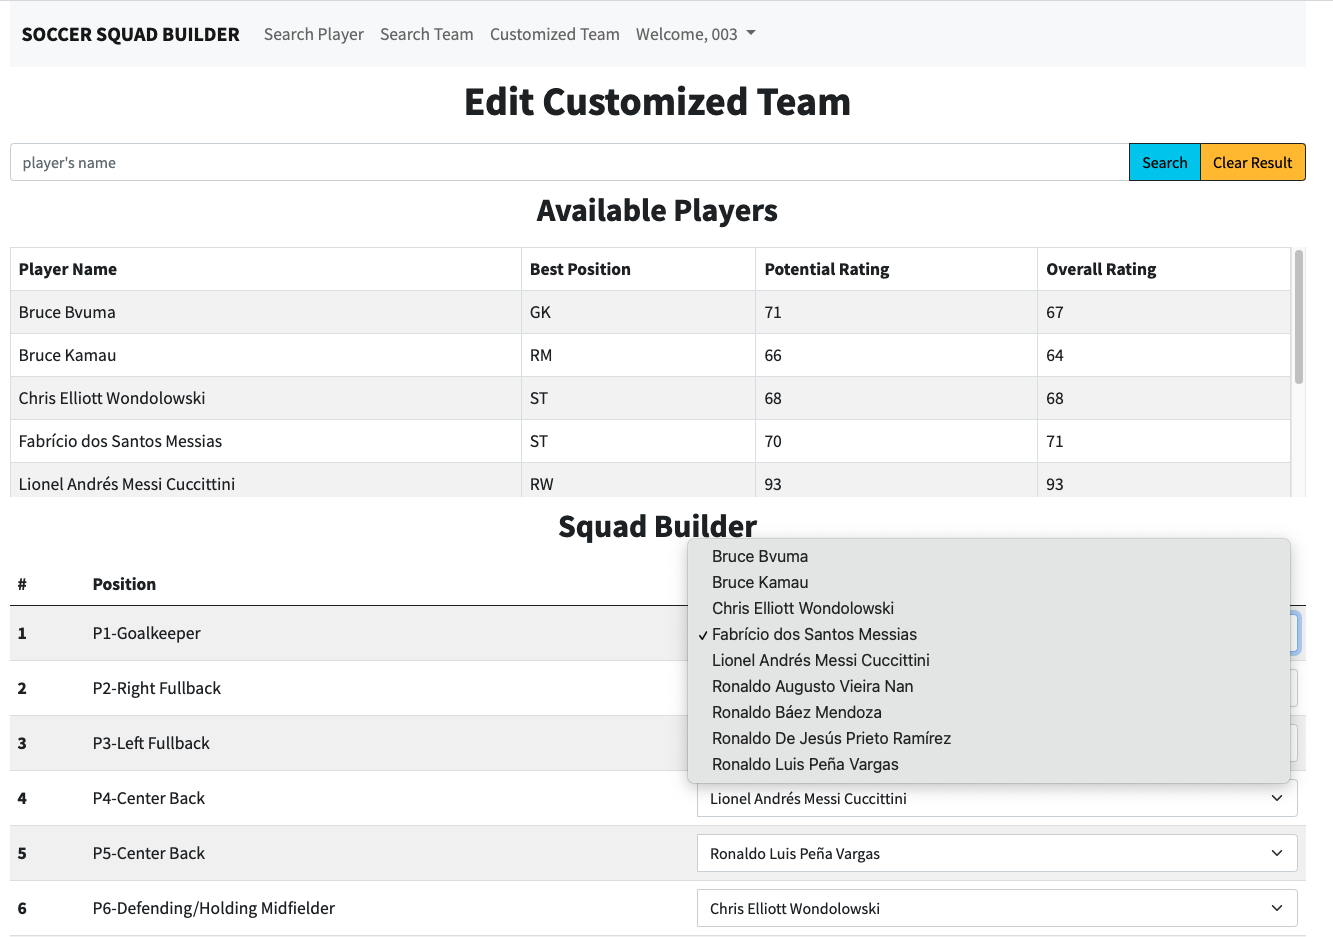 SOCCER SQUAD BUILDER Search Player Search Team Customized Team Welcome, 003
Edit Customized Team
player's name Search Clear Result
Available Players
Player Name Best Position Potential Rating Overall Rating
Bruce Bvuma GK 71 67
Bruce Kamau RM 66 64
Chris Elliott Wondolowski ST 68 68
Fabrício dos Santos Messias ST 70 71
Lionel Andrés Messi Cuccittini RW 93 93
Squad Builder
# Position
1 P1-Goalkeeper
2 P2-Right Fullback
3 P3-Left Fullback
Bruce Bvuma
Bruce Kamau
Chris Elliott Wondolowski
✓ Fabrício dos Santos Messias
Lionel Andrés Messi Cuccittini
Ronaldo Augusto Vieira Nan
Ronaldo Báez Mendoza
Ronaldo De Jesús Prieto Ramírez
Ronaldo Luis Peña Vargas
4 P4-Center Back Lionel Andrés Messi Cuccittini
5 P5-Center Back Ronaldo Luis Peña Vargas
6 P6-Defending/Holding Midfielder Chris Elliott Wondolowski